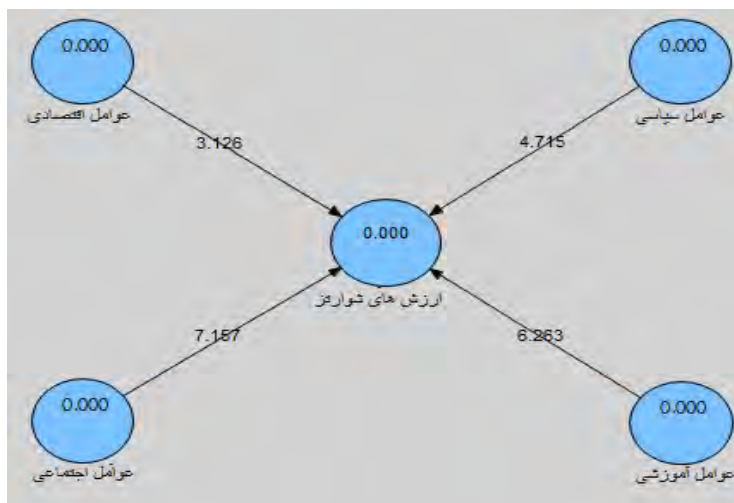 0.000
0.000
عوامل اقتصادی
عوامل سیاسی
3.126
4.715
0.000
ارزش های شوارتز
7.157
6.263
0.000
0.000
عوامل اجتماعی
عوامل آموزشی